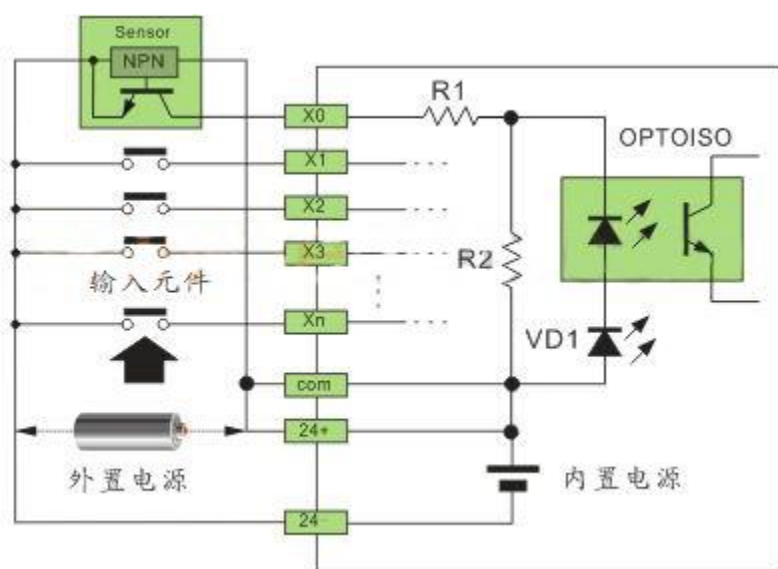 Sensor
NPN
X0
R1
OPTOISO
X1
X2
X3
R2
输入元件
Xn
VD1
com
24+
外置电源
内置电源
24-